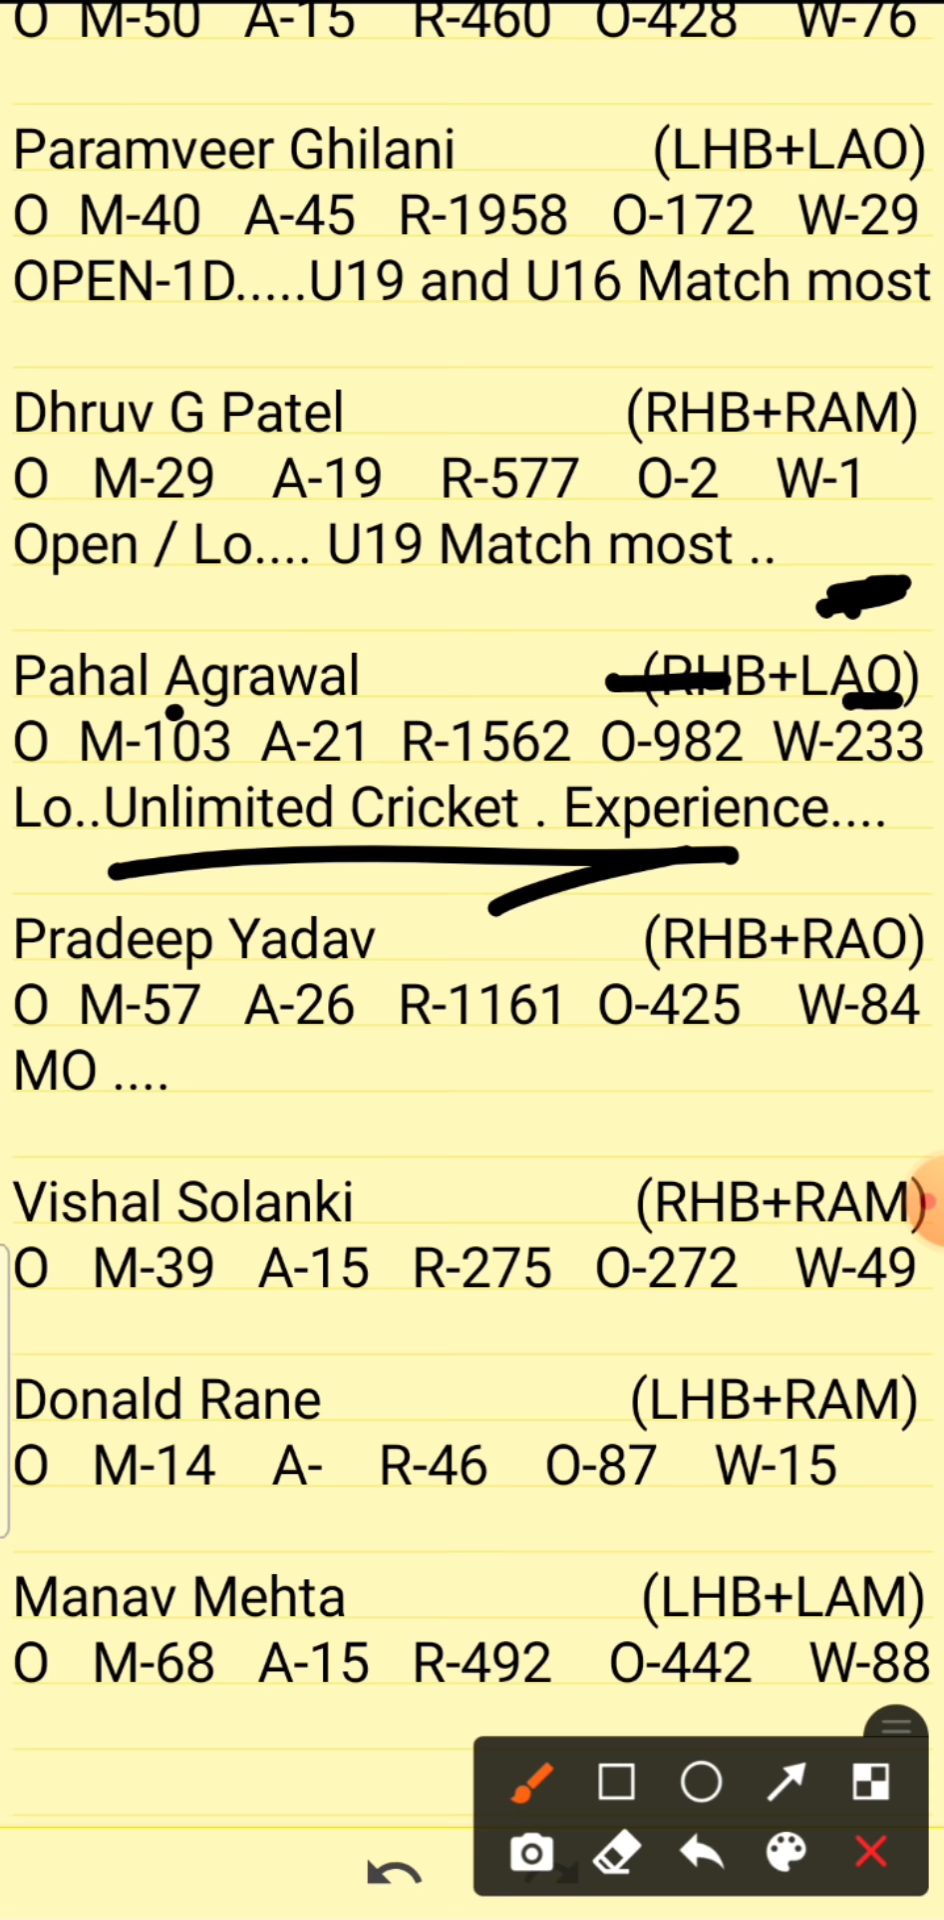 O M-50 A-15 R-460 O-428 W-76
Paramveer Ghilani (LHB+LAO)
O M-40 A-45 R-1958 O-172 W-29
OPEN-1D.....U19 and U16 Match most
Dhruv G Patel (RHB+RAM)
O M-29 A-19 R-577 O-2 W-1
Open / Lo.... U19 Match most ..
Pahal Agrawal (RHB+LAO)
O M-103 A-21 R-1562 O-982 W-233
Lo..Unlimited Cricket . Experience....
Pradeep Yadav (RHB+RAO)
O M-57 A-26 R-1161 O-425 W-84
MO ....
Vishal Solanki (RHB+RAM)
O M-39 A-15 R-275 O-272 W-49
Donald Rane (LHB+RAM)
O M-14 A- R-46 O-87 W-15
Manav Mehta (LHB+LAM)
O M-68 A-15 R-492 O-442 W-88